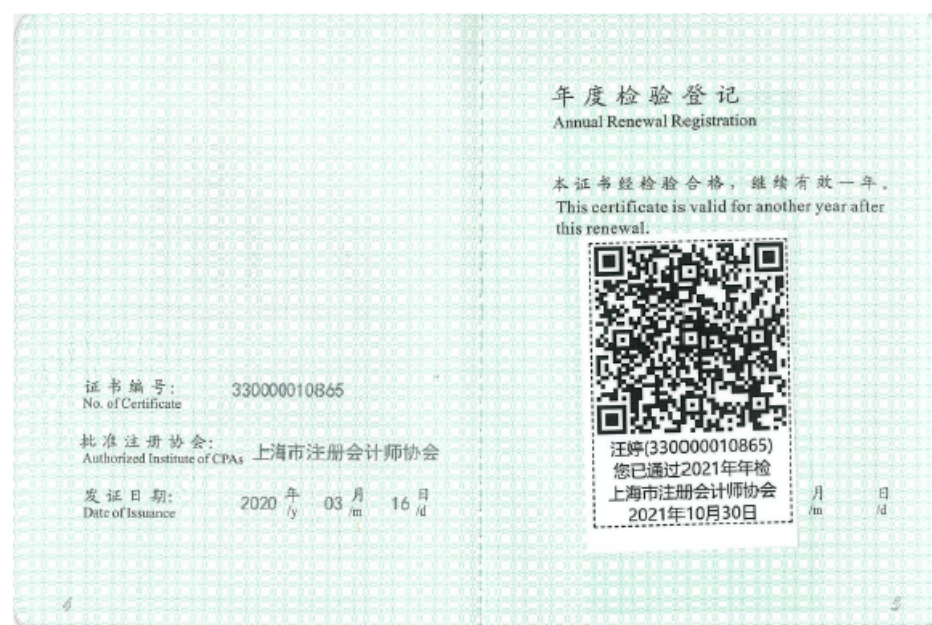 证书编号: 330000010865
No. of Certificate
批准注册协会: 上海市注册会计师协会
Authorized Institute of CPAs
发证日期: 2020 年 03 月 16 日
Date of Issuance /y /m /d
4
年度检验登记
Annual Renewal Registration
本证书经检验合格，继续有效一年。
This certificate is valid for another year after
this renewal.
汪婷(330000010865)
您已通过2021年年检
上海市注册会计师协会
2021年10月30日
月 日
/m /d
5